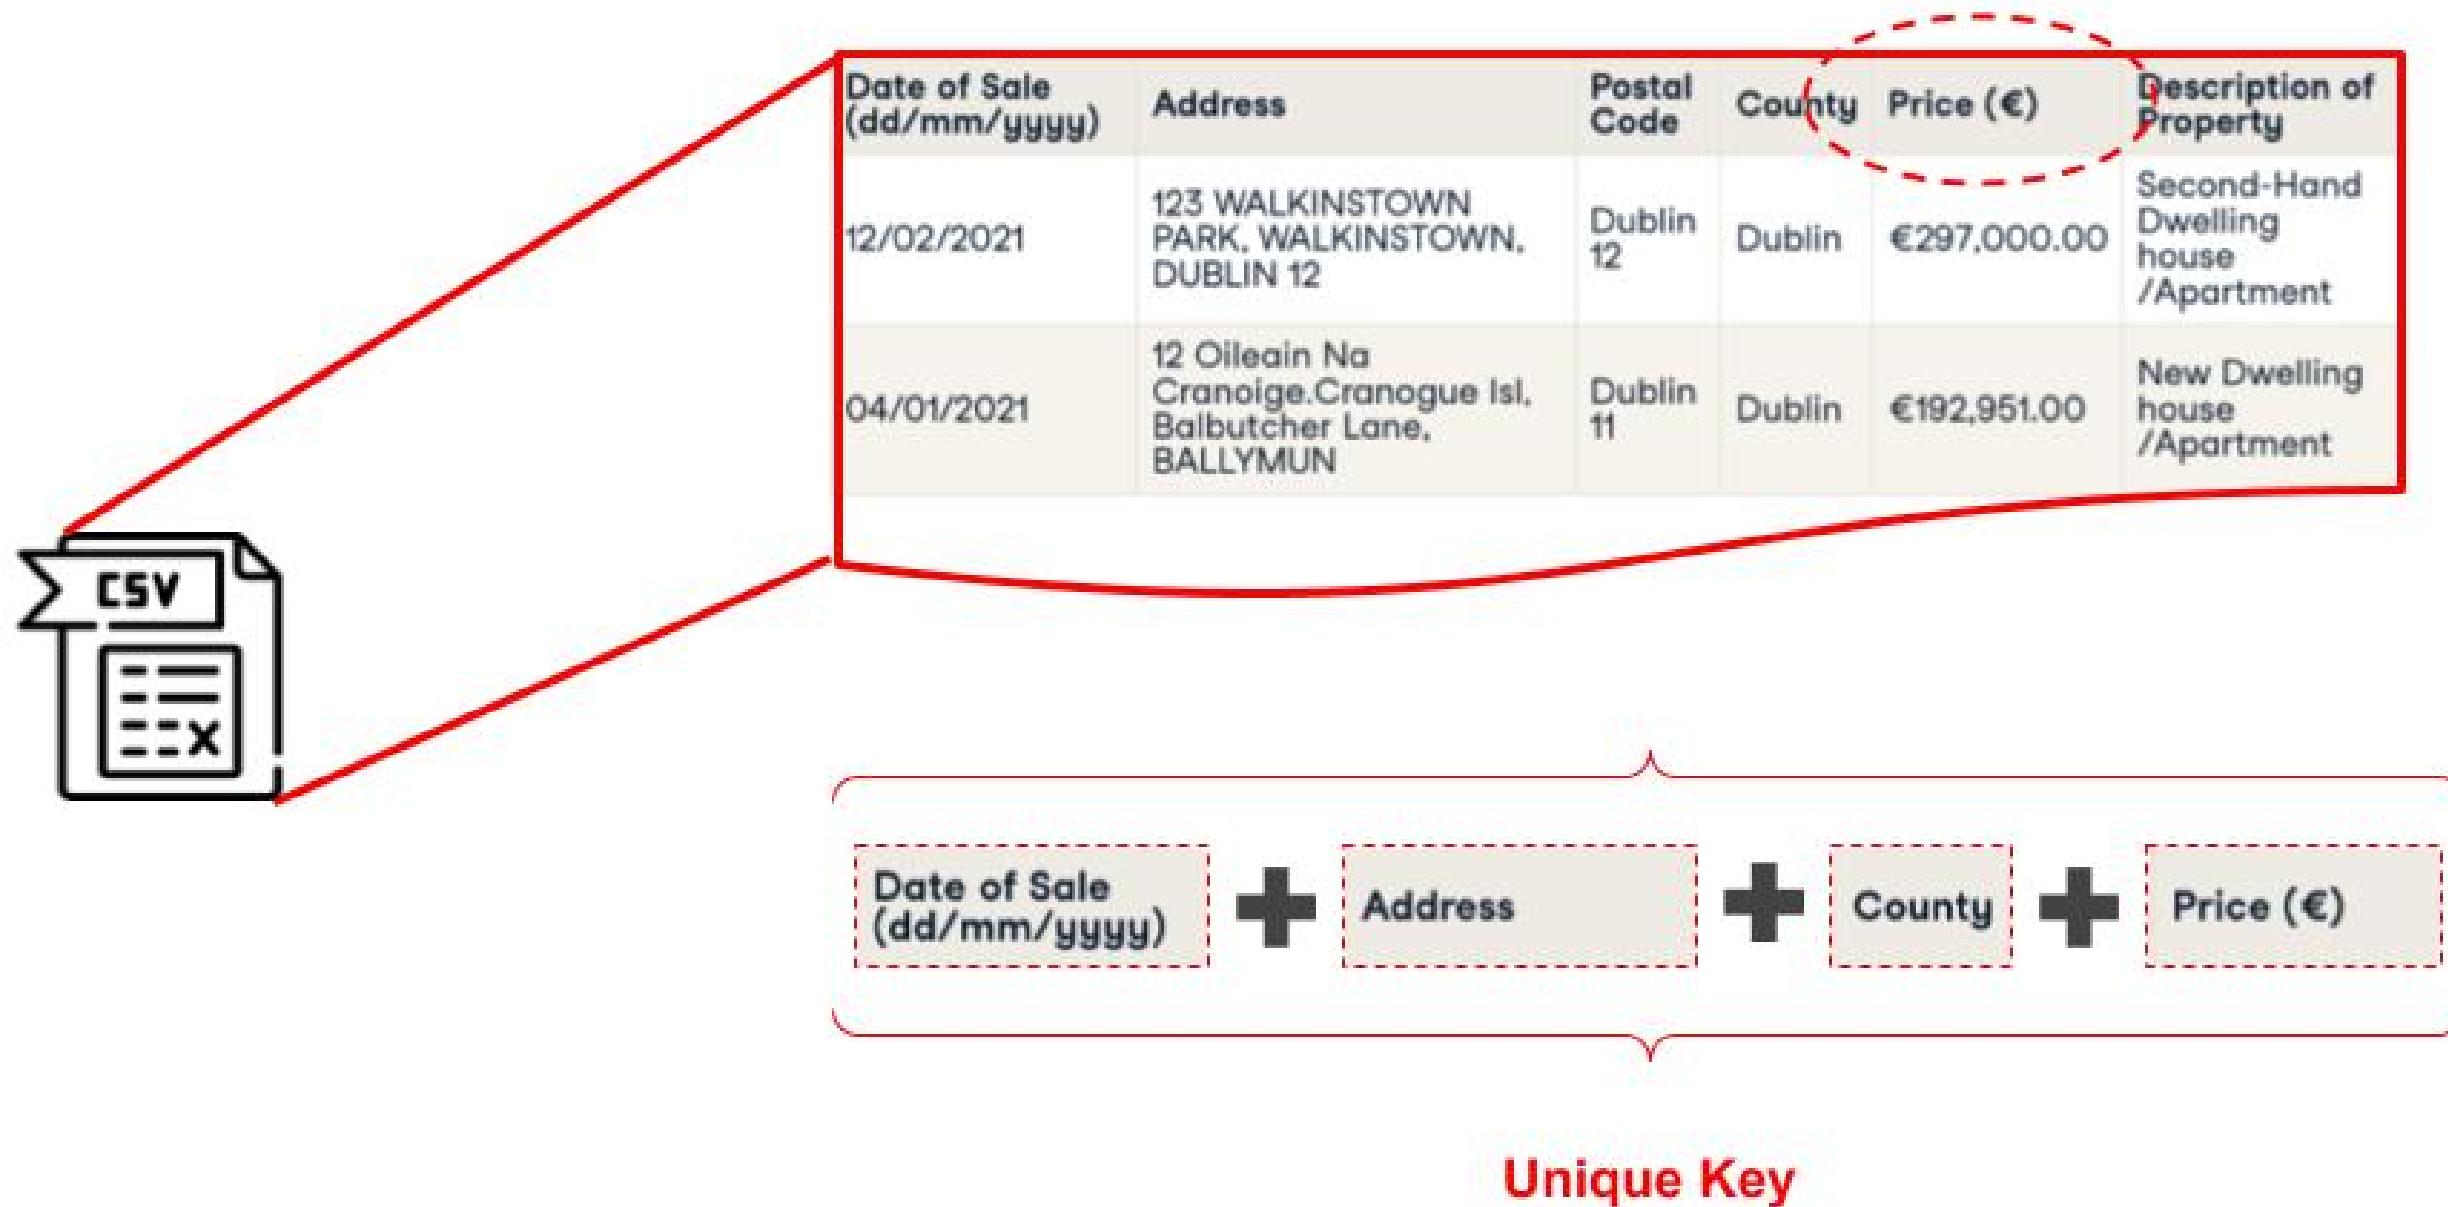 Date of Sale
(dd/mm/yyyy)
Address
Postal
Code
County
Price (€)
Description of
Property
12/02/2021
123 WALKINSTOWN
PARK, WALKINSTOWN,
DUBLIN 12
Dublin
12
Dublin
€297,000.00
Second-Hand
Dwelling
house
/Apartment
04/01/2021
12 Oileain Na
Cranoige.Cranogue Isl,
Balbutcher Lane,
BALLYMUN
Dublin
11
Dublin
€192,951.00
New Dwelling
house
/Apartment
CSV
X
Date of Sale
(dd/mm/yyyy)
Address
County
Price (€)
Unique Key